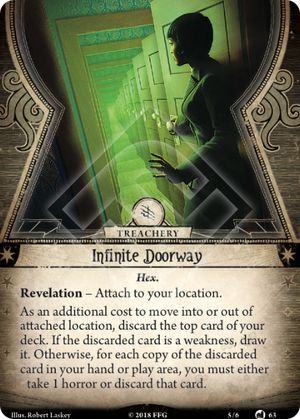 TREACHERY
Infinite Doorway
Hex.
Revelation – Attach to your location.
As an additional cost to move into or out of
attached location, discard the top card of your
deck. If the discarded card is a weakness, draw
it. Otherwise, for each copy of the discarded
card in your hand or play area, you must either
take 1 horror or discard that card.
Illus. Robert Laskey
© 2018 FFG
5/6
63